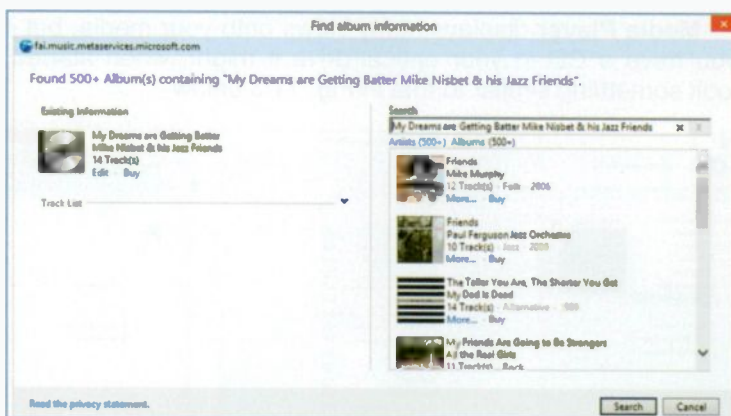 Find album information
fai.music.metaservices.microsoft.com
Found 500+ Album(s) containing "My Dreams are Getting Batter Mike Nisbet & his Jazz Friends".
Existing Information
My Dreams are Getting Batter
Mike Nisbet & his Jazz Friends
14 Track(s)
Edit - Buy
Track List
Search
My Dreams are Getting Batter Mike Nisbet & his Jazz Friends
Artists (500+) Albums (500+)
Friends
Mike Murphy
12 Track(s) - Folk - 2006
More... - Buy
Friends
Paul Ferguson Jazz Orchestra
10 Track(s) - Jazz
More... - Buy
The Taller You Are, The Shorter You Get
My Dad Is Dead
14 Track(s) - Alternative - 1989
More... - Buy
My Friends Are Going to Be Strangers
All the Real Girls
11 Track(s) - Rock
Read the privacy statement.
Search
Cancel